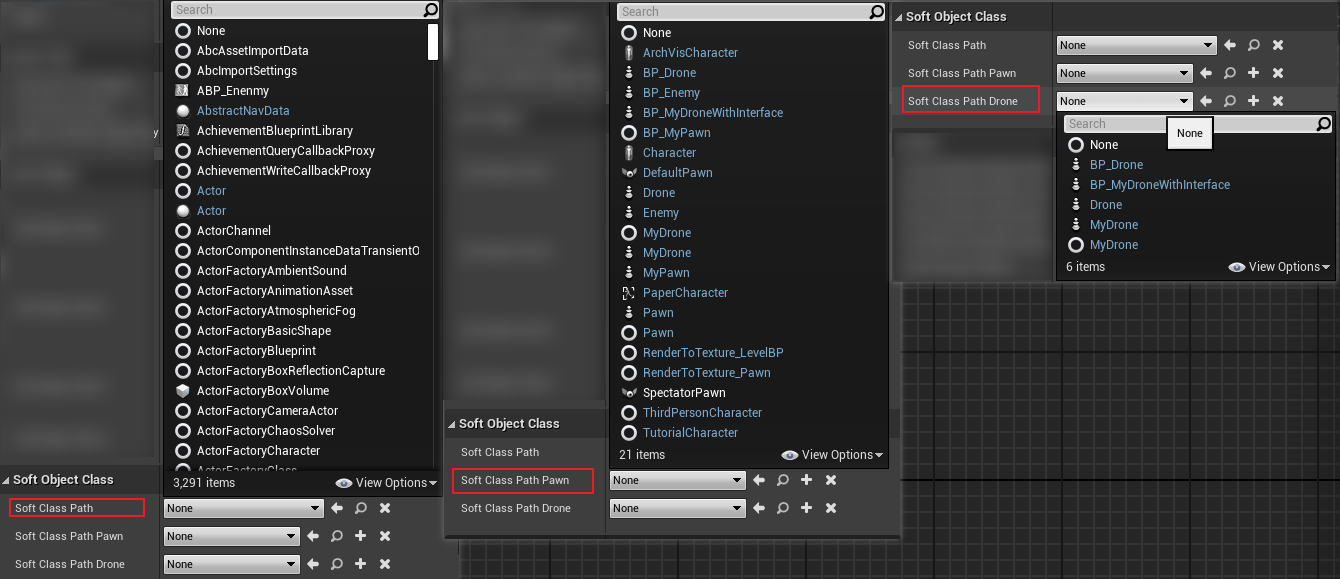 Search
None
AbcAssetImportData
AbcImportSettings
ABP_Enenmy
AbstractNavData
AchievementBlueprintLibrary
AchievementQueryCallbackProxy
AchievementWriteCallbackProxy
Actor
Actor
ActorChannel
ActorComponentInstanceDataTransientO
ActorFactoryAmbientSound
ActorFactoryAnimationAsset
ActorFactoryAtmosphericFog
ActorFactoryBasicShape
ActorFactoryBlueprint
ActorFactoryBoxReflectionCapture
ActorFactoryBoxVolume
ActorFactoryCameraActor
ActorFactoryChaosSolver
ActorFactoryCharacter
ActorFactoryClass
3,291 items View Options
Soft Object Class
Soft Class Path None
Soft Class Path Pawn None
Soft Class Path Drone None
Search
None
ArchVisCharacter
BP_Drone
BP_Enemy
BP_MyDroneWithInterface
BP_MyPawn
Character
DefaultPawn
Drone
Enemy
MyDrone
MyDrone
MyPawn
PaperCharacter
Pawn
Pawn
RenderToTexture_LevelBP
RenderToTexture_Pawn
SpectatorPawn
ThirdPersonCharacter
TutorialCharacter
21 items View Options
Soft Object Class
Soft Class Path
Soft Class Path Pawn None
Soft Class Path Drone None
Soft Object Class
Soft Class Path None
Soft Class Path Pawn None
Soft Class Path Drone None
Search
None
None
BP_Drone
BP_MyDroneWithInterface
Drone
MyDrone
MyDrone
6 items View Options